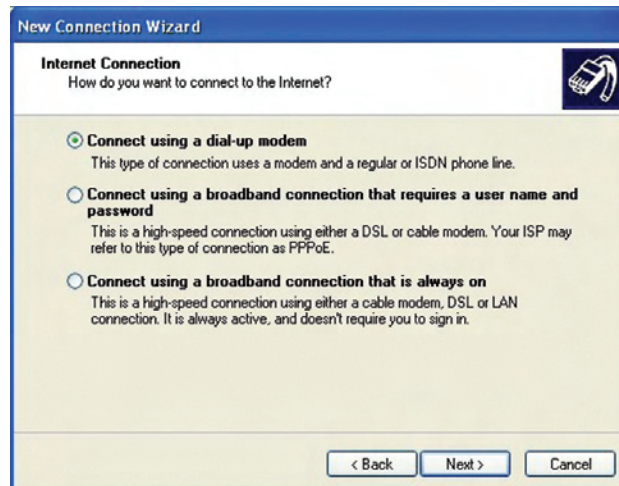 New Connection Wizard
Internet Connection
How do you want to connect to the Internet?
Connect using a dial-up modem
This type of connection uses a modem and a regular or ISDN phone line.
Connect using a broadband connection that requires a user name and
password
This is a high-speed connection using either a DSL or cable modem. Your ISP may
refer to this type of connection as PPPoE.
Connect using a broadband connection that is always on
This is a high-speed connection using either a cable modem, DSL or LAN
connection. It is always active, and doesn't require you to sign in.
< Back Next > Cancel